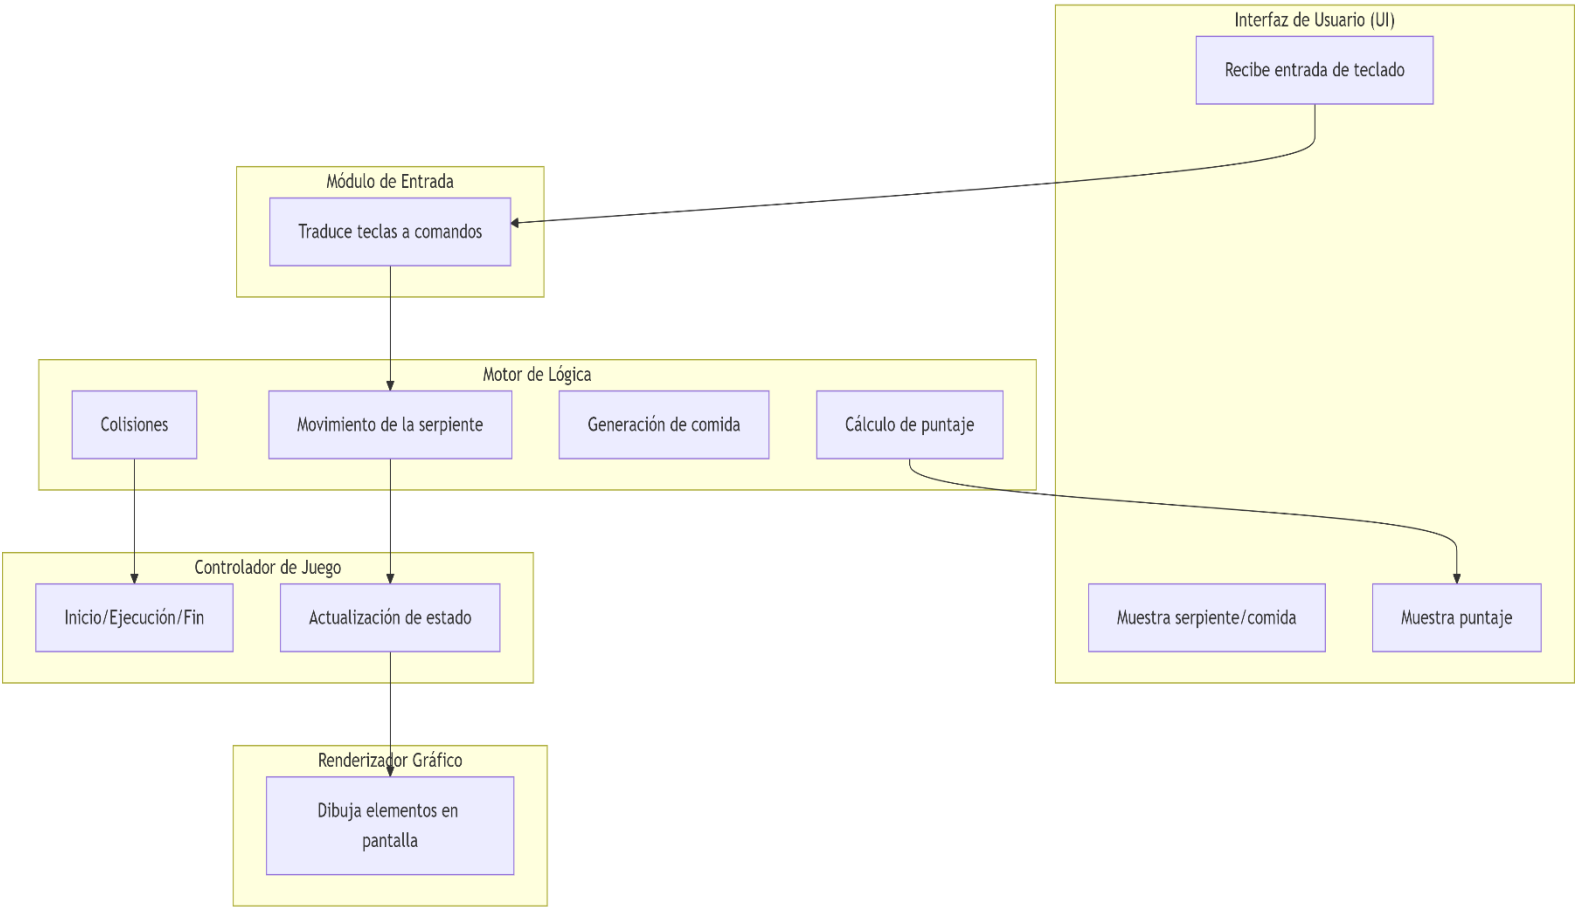 Interfaz de Usuario (UI)
Recibe entrada de teclado
Módulo de Entrada
Traduce teclas a comandos
Motor de Lógica
Colisiones
Movimiento de la serpiente
Generación de comida
Cálculo de puntaje
Controlador de Juego
Inicio/Ejecución/Fin
Actualización de estado
Muestra serpiente/comida
Muestra puntaje
Renderizador Gráfico
Dibuja elementos en
pantalla